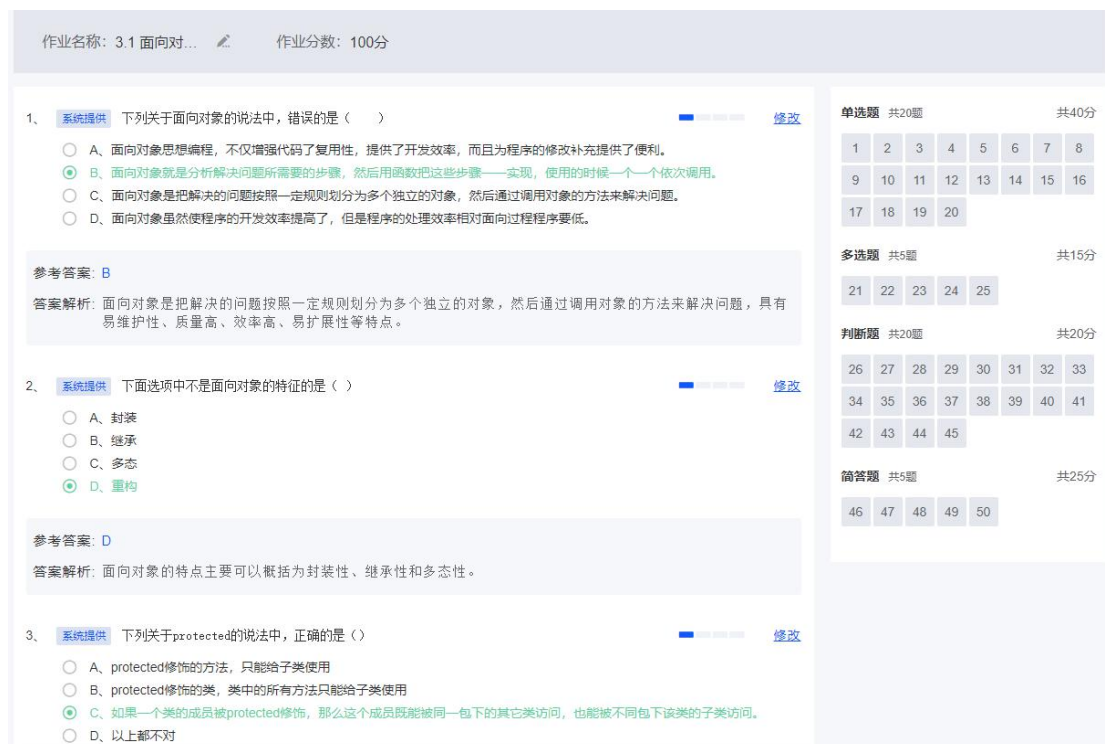 作业名称：3.1 面向对... 作业分数：100分
1、 系统提供 下列关于面向对象的说法中，错误的是（ ） 修改
A、面向对象思想编程，不仅增强代码了复用性，提供了开发效率，而且为程序的修改补充提供了便利。
B、面向对象就是分析解决问题所需要的步骤，然后用函数把这些步骤一一实现，使用的时候一个一个依次调用。
C、面向对象是把解决的问题按照一定规则划分为多个独立的对象，然后通过调用对象的方法来解决问题。
D、面向对象虽然使程序的开发效率提高了，但是程序的处理效率相对面向过程程序要低。
参考答案: B
答案解析: 面向对象是把解决的问题按照一定规则划分为多个独立的对象，然后通过调用对象的方法来解决问题，具有
易维护性、质量高、效率高、易扩展性等特点。
2、 系统提供 下面选项中不是面向对象的特征的是（ ） 修改
A、封装
B、继承
C、多态
D、重构
参考答案: D
答案解析: 面向对象的特点主要可以概括为封装性、继承性和多态性。
3、 系统提供 下列关于protected的说法中，正确的是（） 修改
A、protected修饰的方法，只能给子类使用
B、protected修饰的类，类中的所有方法只能给子类使用
C、如果一个类的成员被protected修饰，那么这个成员既能被同一包下的其它类访问，也能被不同包下该类的子类访问。
D、以上都不对
单选题 共20题 共40分
1 2 3 4 5 6 7 8
9 10 11 12 13 14 15 16
17 18 19 20
多选题 共5题 共15分
21 22 23 24 25
判断题 共20题 共20分
26 27 28 29 30 31 32 33
34 35 36 37 38 39 40 41
42 43 44 45
简答题 共5题 共25分
46 47 48 49 50